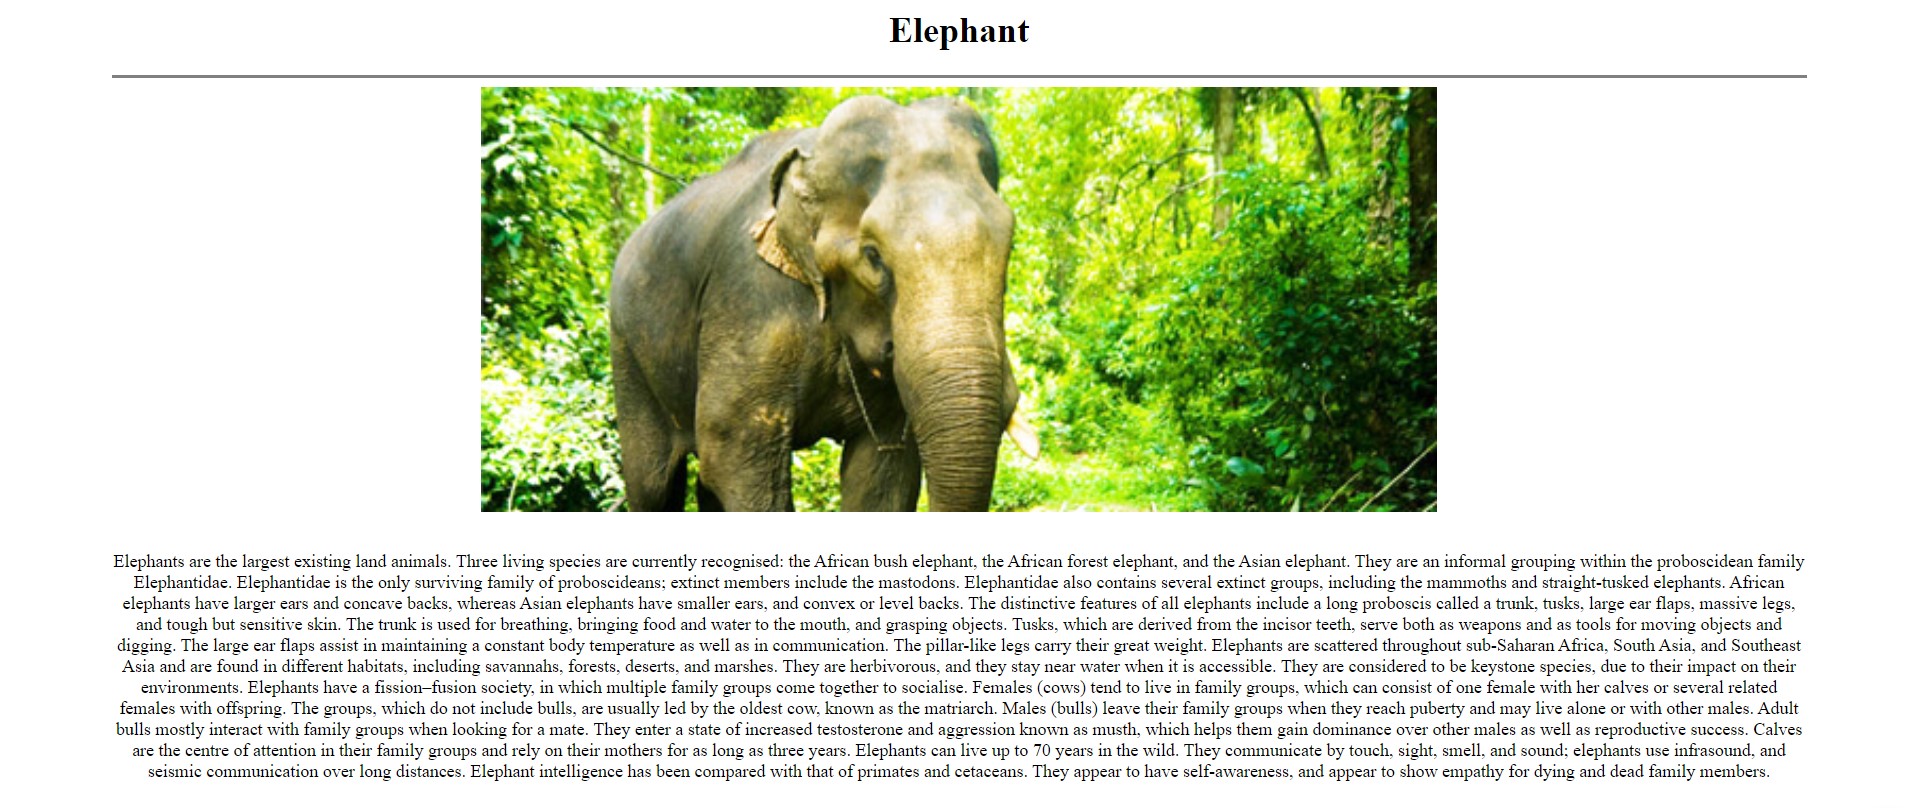 Elephant
Elephants are the largest existing land animals. Three living species are currently recognised: the African bush elephant, the African forest elephant, and the Asian elephant. They are an informal grouping within the proboscidean family
Elephantidae. Elephantidae is the only surviving family of proboscideans; extinct members include the mastodons. Elephantidae also contains several extinct groups, including the mammoths and straight-tusked elephants. African
elephants have larger ears and concave backs, whereas Asian elephants have smaller ears, and convex or level backs. The distinctive features of all elephants include a long proboscis called a trunk, tusks, large ear flaps, massive legs,
and tough but sensitive skin. The trunk is used for breathing, bringing food and water to the mouth, and grasping objects. Tusks, which are derived from the incisor teeth, serve both as weapons and as tools for moving objects and
digging. The large ear flaps assist in maintaining a constant body temperature as well as in communication. The pillar-like legs carry their great weight. Elephants are scattered throughout sub-Saharan Africa, South Asia, and Southeast
Asia and are found in different habitats, including savannahs, forests, deserts, and marshes. They are herbivorous, and they stay near water when it is accessible. They are considered to be keystone species, due to their impact on their
environments. Elephants have a fission–fusion society, in which multiple family groups come together to socialise. Females (cows) tend to live in family groups, which can consist of one female with her calves or several related
females with offspring. The groups, which do not include bulls, are usually led by the oldest cow, known as the matriarch. Males (bulls) leave their family groups when they reach puberty and may live alone or with other males. Adult
bulls mostly interact with family groups when looking for a mate. They enter a state of increased testosterone and aggression known as musth, which helps them gain dominance over other males as well as reproductive success. Calves
are the centre of attention in their family groups and rely on their mothers for as long as three years. Elephants can live up to 70 years in the wild. They communicate by touch, sight, smell, and sound; elephants use infrasound, and
seismic communication over long distances. Elephant intelligence has been compared with that of primates and cetaceans. They appear to have self-awareness, and appear to show empathy for dying and dead family members.